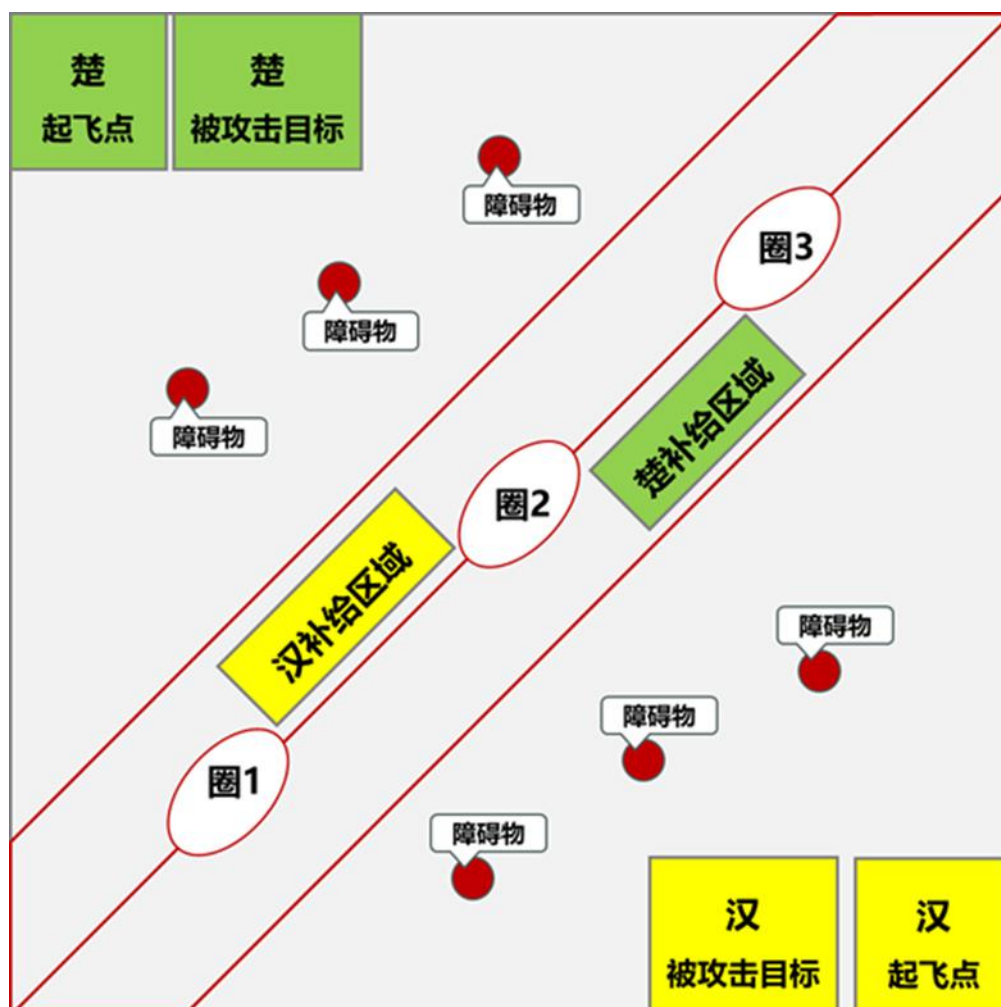 楚
起飞点
楚
被攻击目标
障碍物
圈3
障碍物
障碍物
楚补给区域
圈2
汉补给区域
障碍物
障碍物
圈1
障碍物
汉
被攻击目标
汉
起飞点